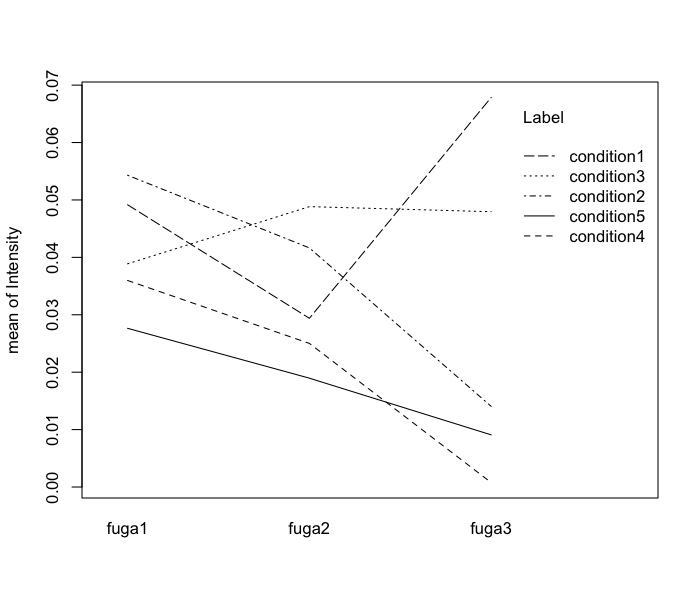 Label
condition1
condition3
condition2
condition5
condition4
mean of Intensity
0.07
0.06
0.05
0.04
0.03
0.02
0.01
0.00
fuga1
fuga2
fuga3